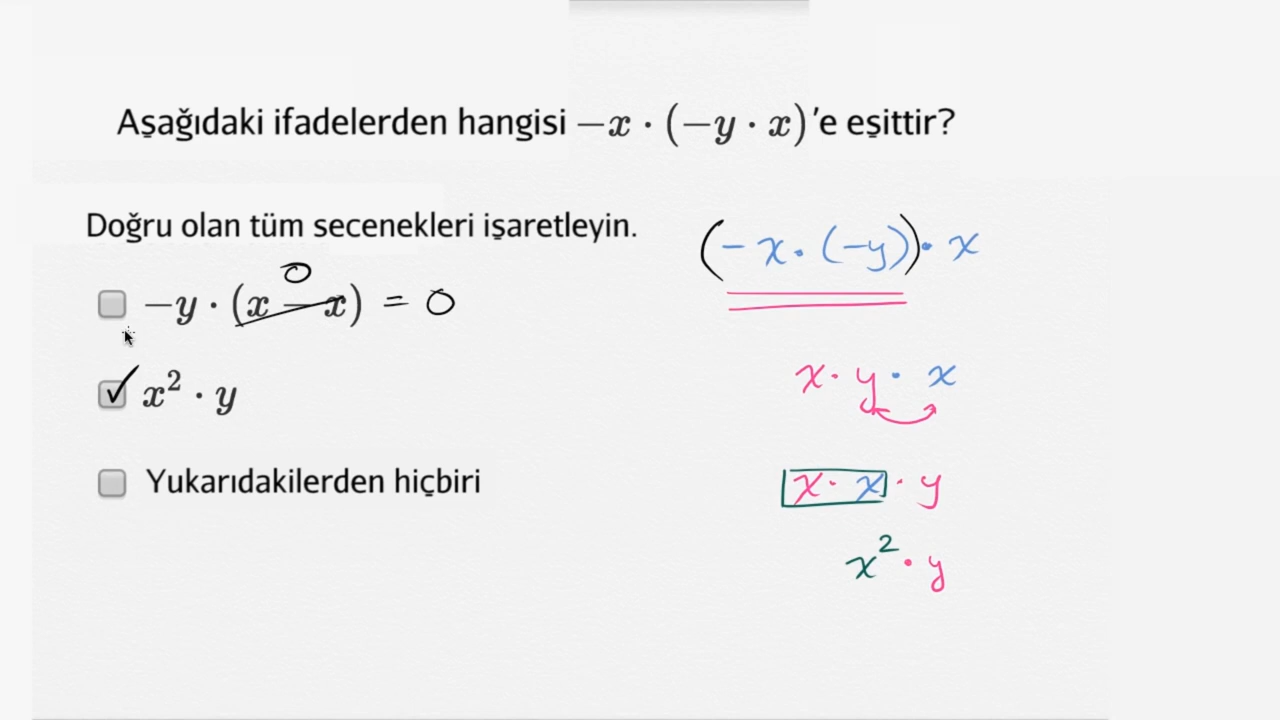 Aşağıdaki ifadelerden hangisi −x · (−y · x)'e eşittir?
Doğru olan tüm secenekleri işaretleyin.
(−x · (−y)) · x
0
−y · (x − x) = 0
x · y · x
✓ x² · y
Yukarıdakilerden hiçbiri
x · x · y
x² · y